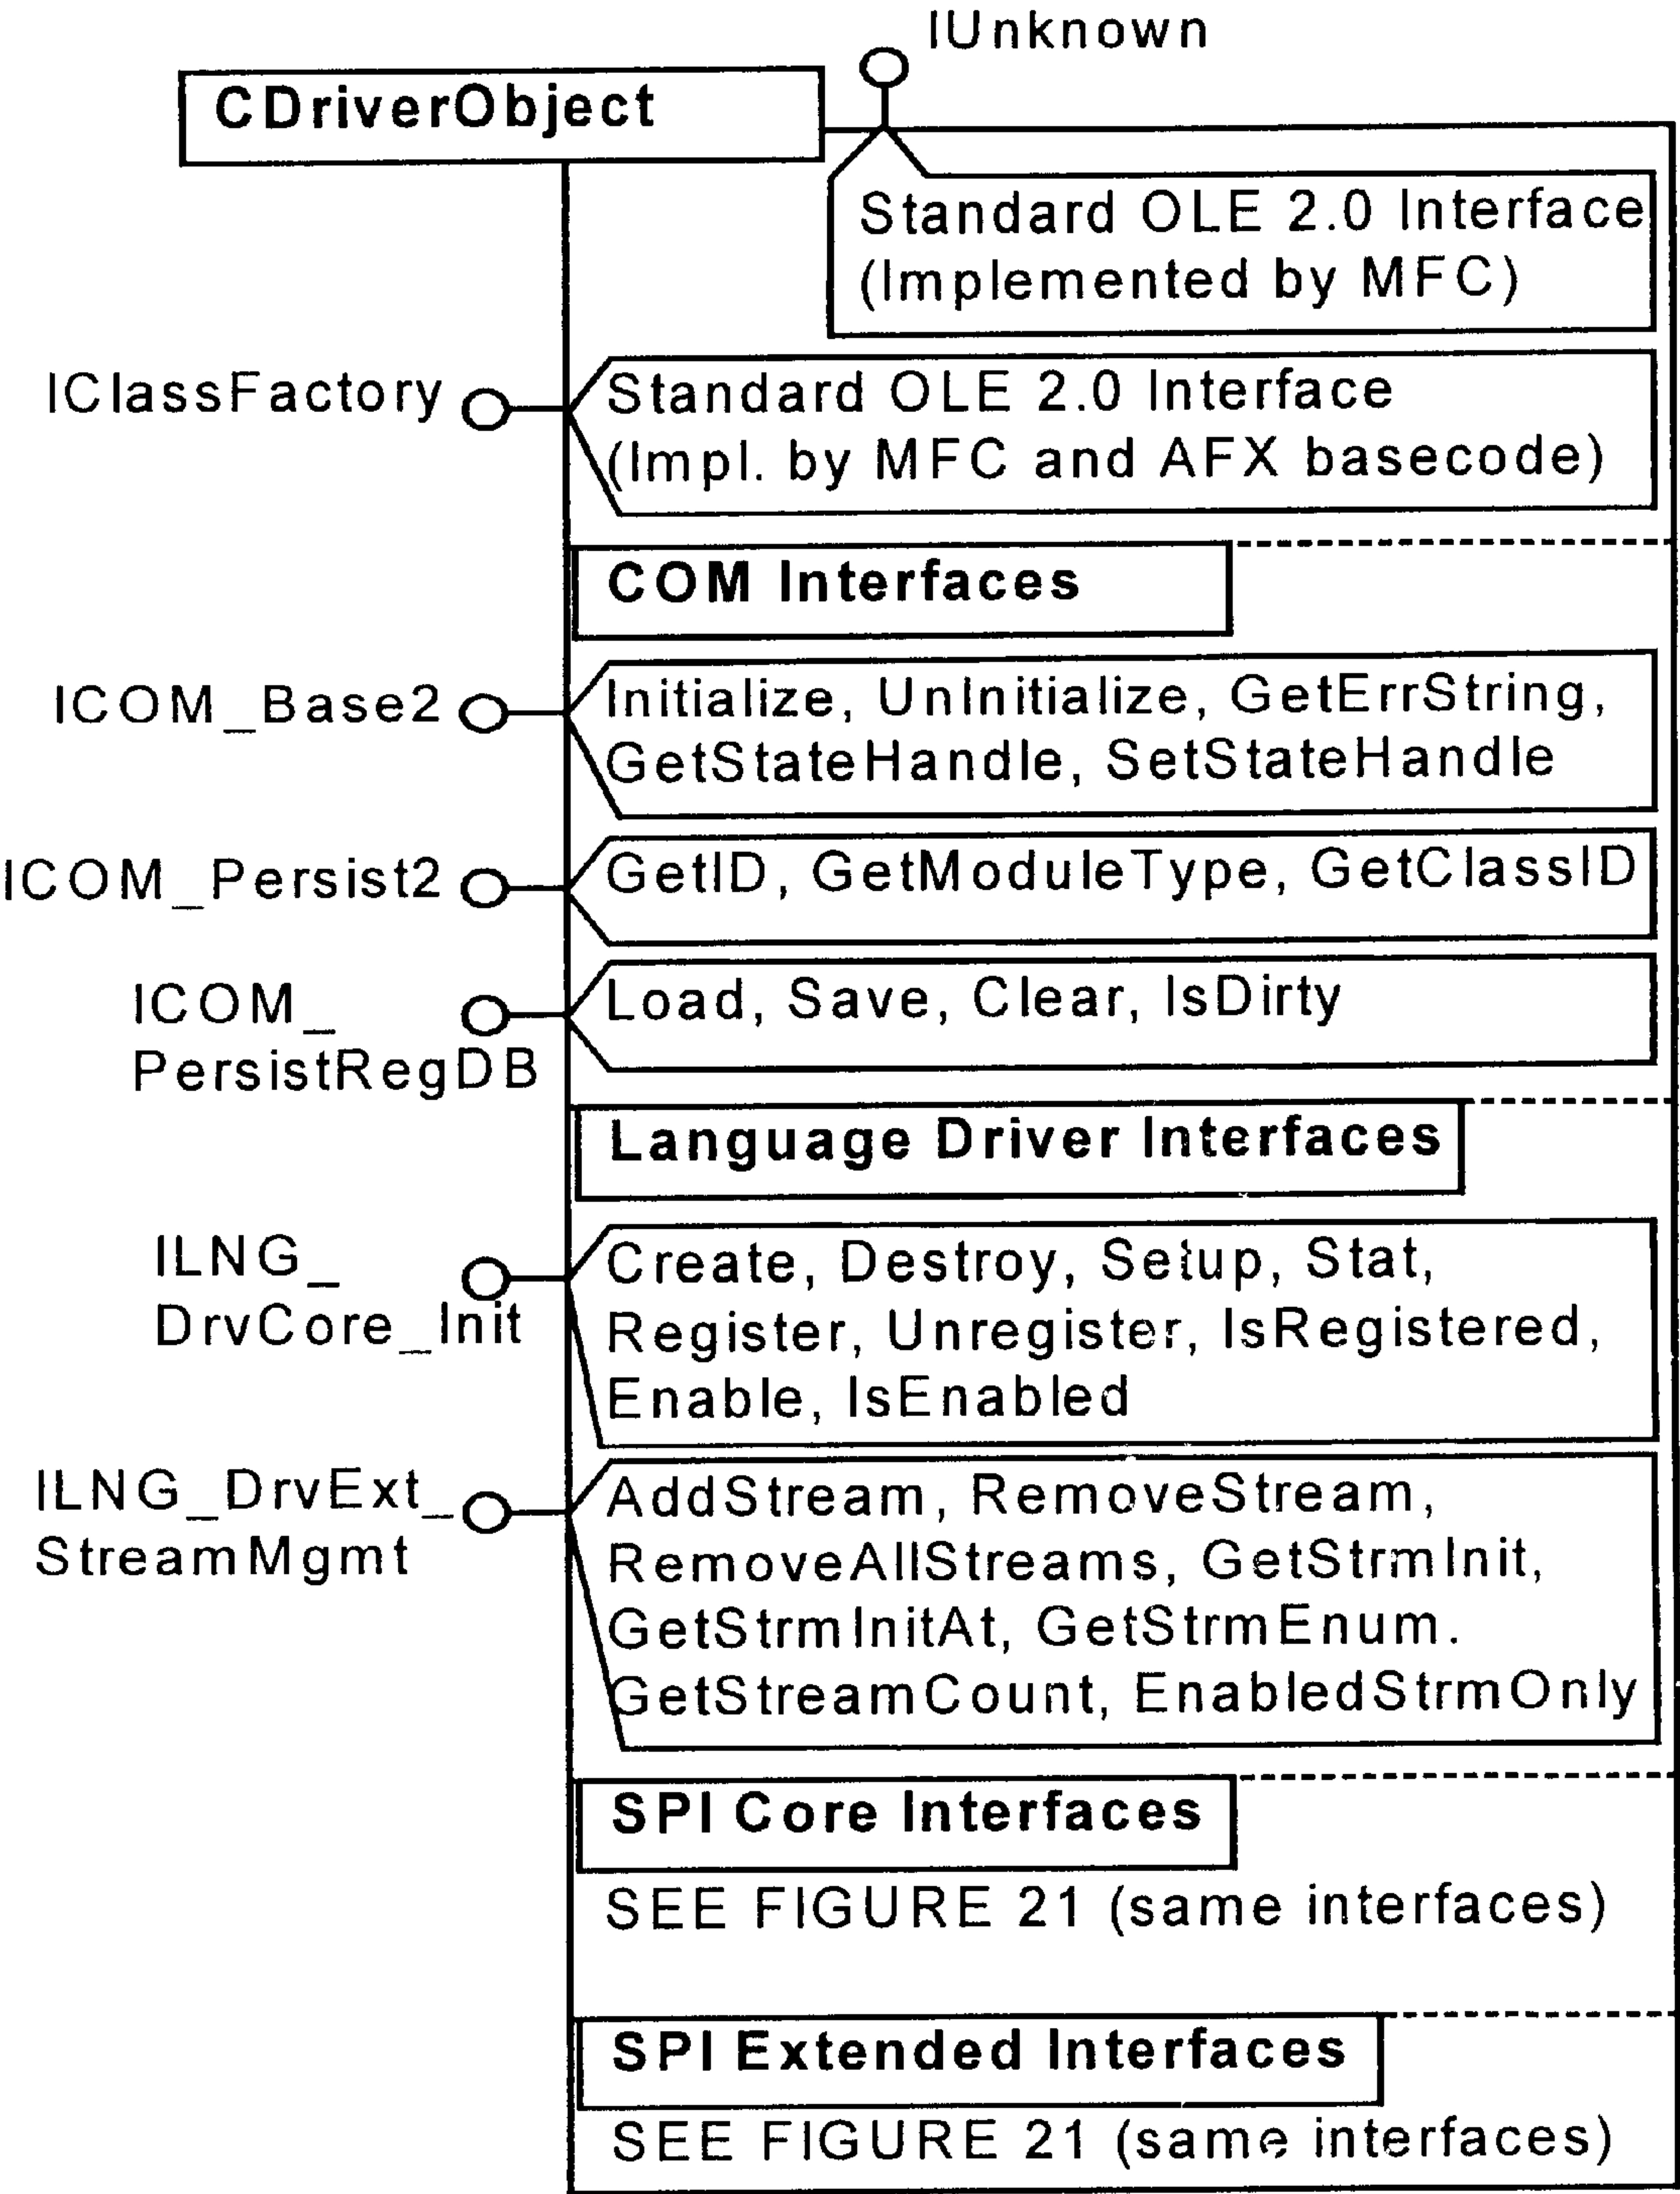 IUnknown
CDriverObject
Standard OLE 2.0 Interface
(Implemented by MFC)
IClassFactory
Standard OLE 2.0 Interface
(Impl. by MFC and AFX basecode)
COM Interfaces
ICOM_Base2
Initialize, UnInitialize, GetErrString,
GetStateHandle, SetStateHandle
ICOM_Persist2
GetID, GetModuleType, GetClassID
ICOM_
PersistRegDB
Load, Save, Clear, IsDirty
Language Driver Interfaces
ILNG_
DrvCore_Init
Create, Destroy, Setup, Stat,
Register, Unregister, IsRegistered,
Enable, IsEnabled
ILNG_DrvExt_
StreamMgmt
AddStream, RemoveStream,
RemoveAllStreams, GetStrmInit,
GetStrmInitAt, GetStrmEnum.
GetStreamCount, EnabledStrmOnly
SPI Core Interfaces
SEE FIGURE 21 (same interfaces)
SPI Extended Interfaces
SEE FIGURE 21 (same interfaces)